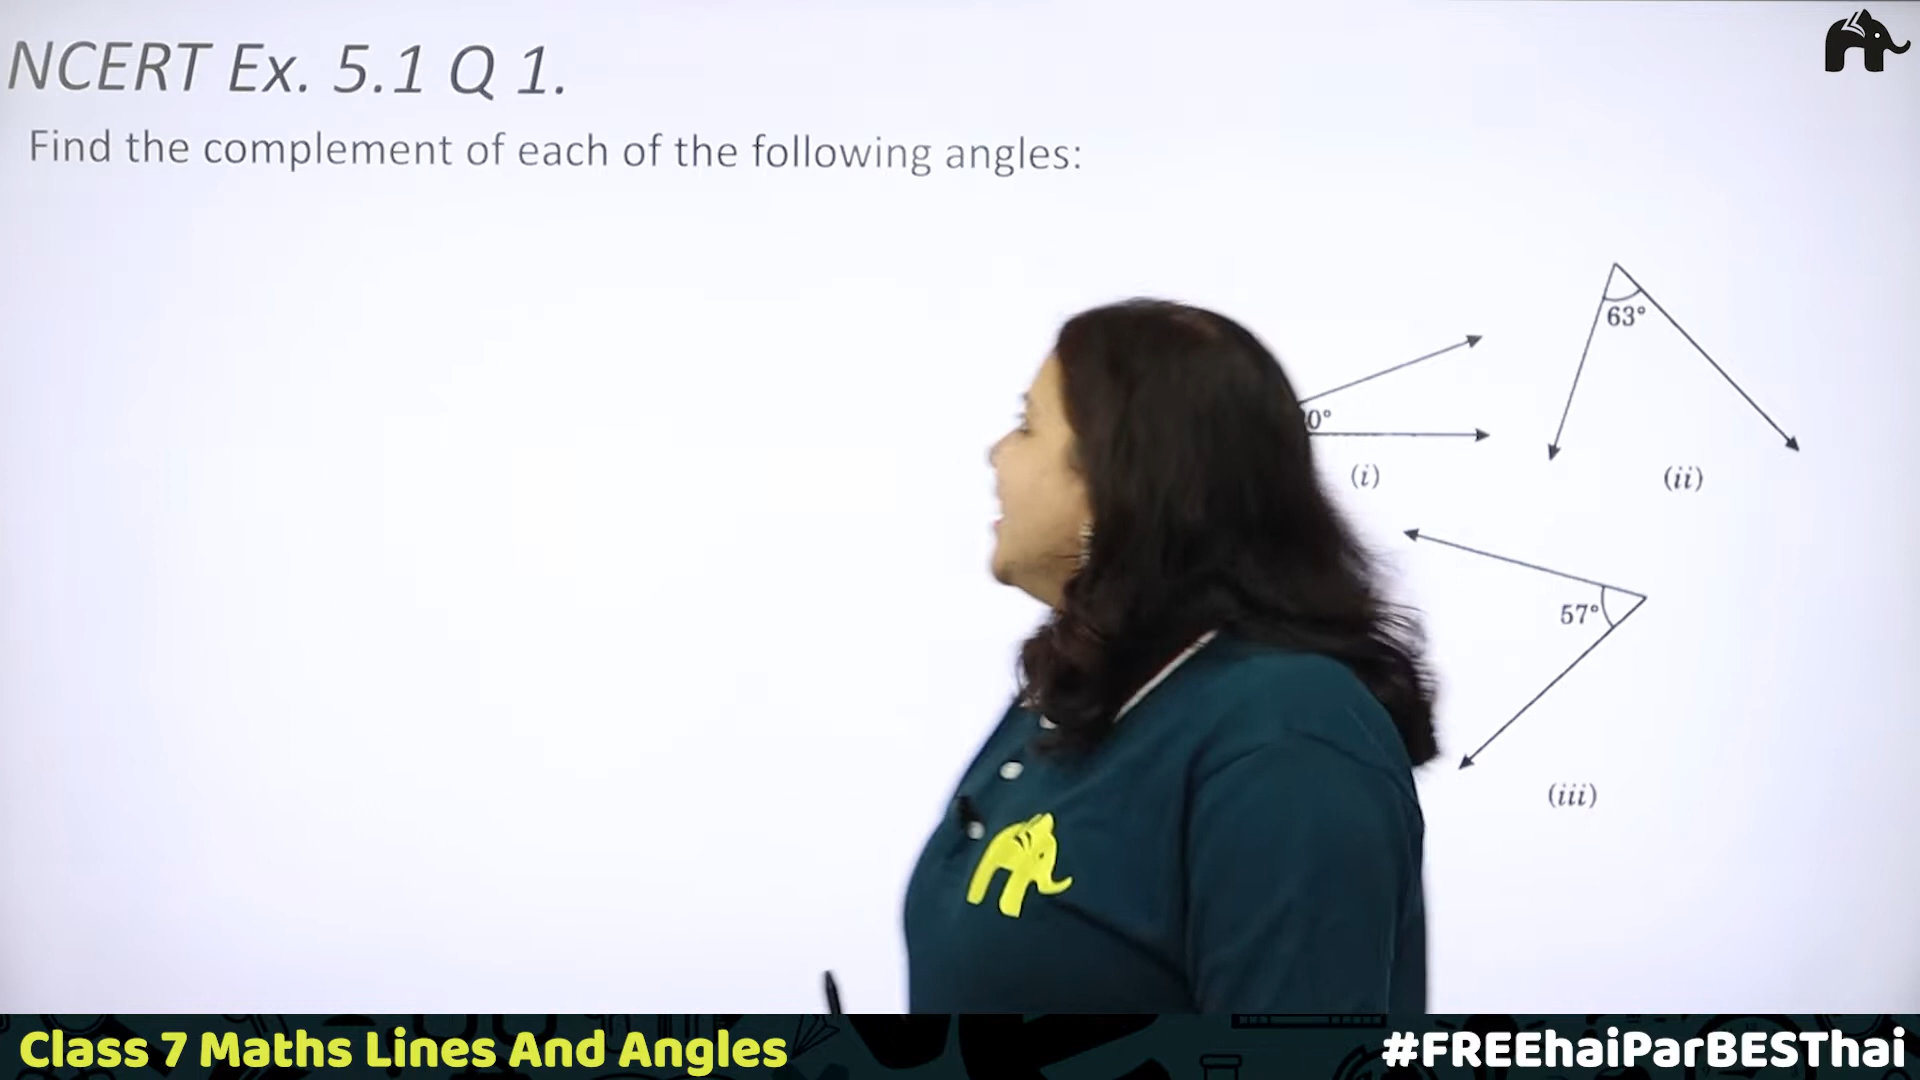 NCERT Ex. 5.1 Q 1.
Find the complement of each of the following angles:
63°
0°
(i)
(ii)
57°
(iii)
Class 7 Maths Lines And Angles
#FREEhaiParBESThai